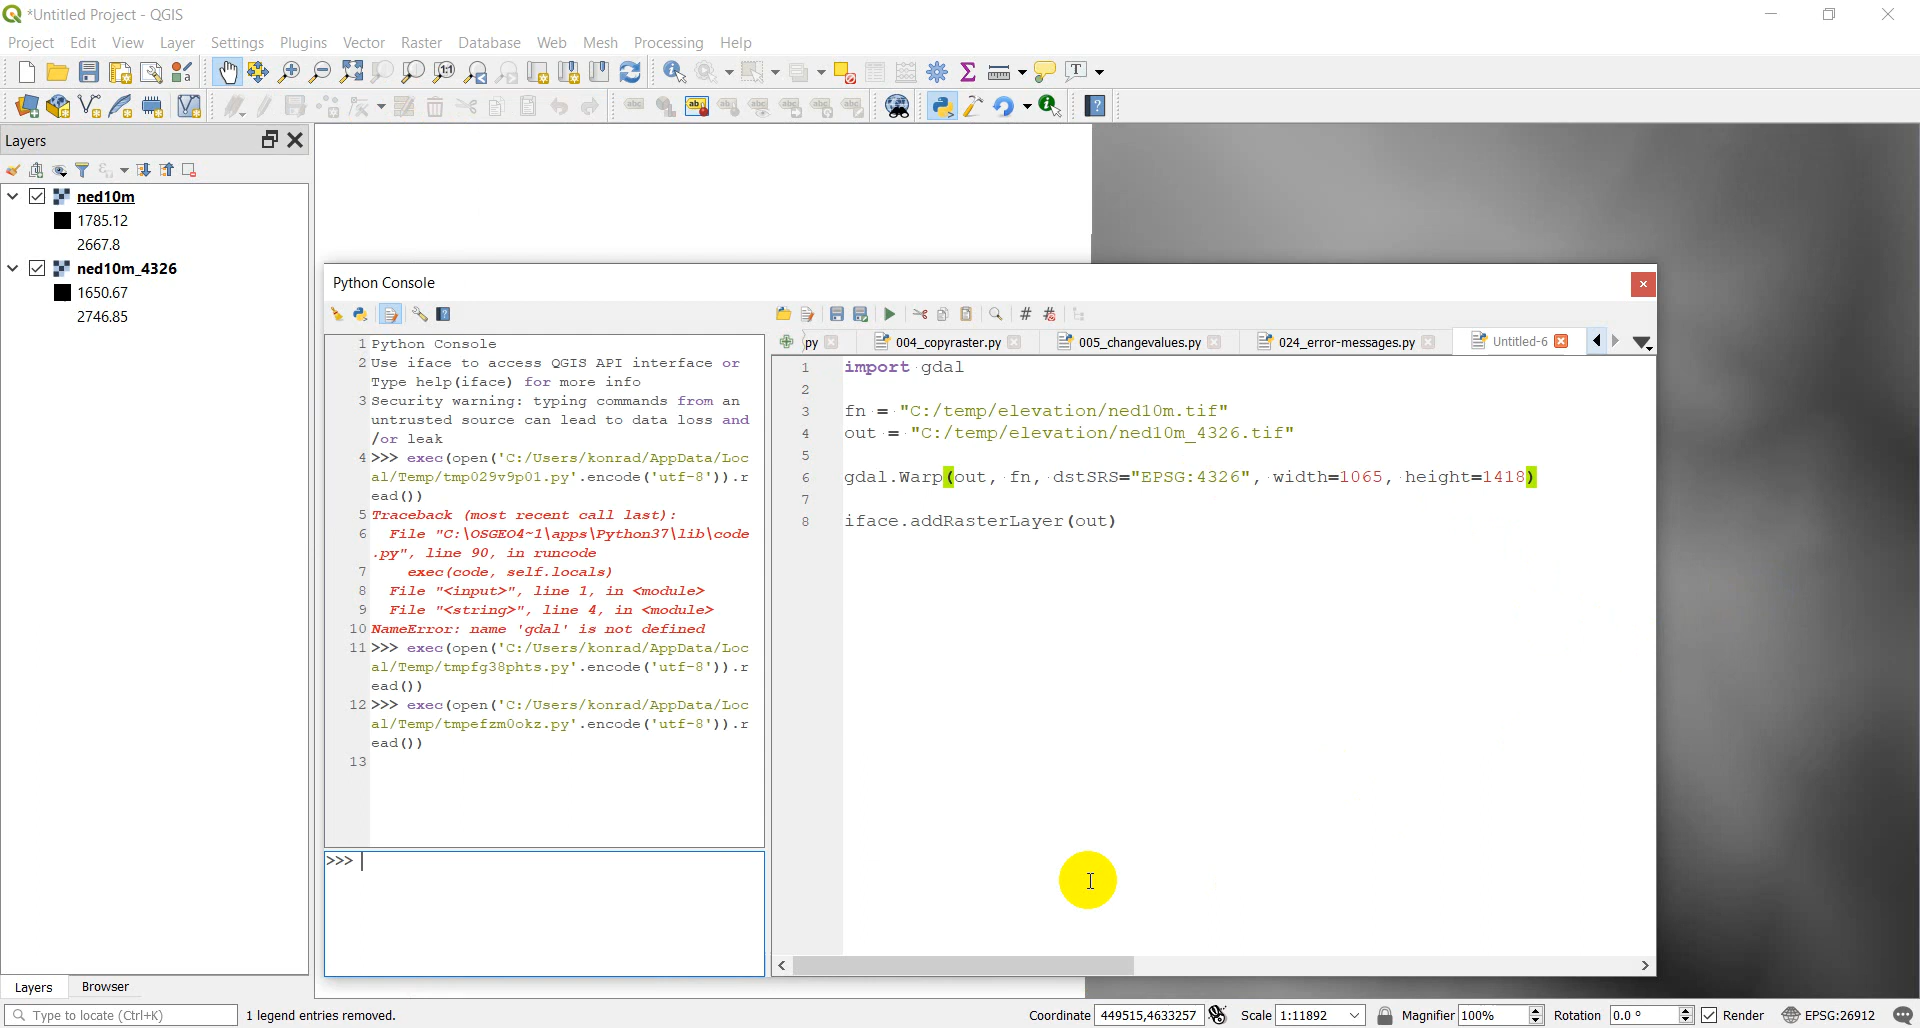 *Untitled Project - QGIS
Project Edit View Layer Settings Plugins Vector Raster Database Web Mesh Processing Help
Layers
ned10m
1785.12
2667.8
ned10m_4326
1650.67
2746.85
Python Console
py 004_copyraster.py 005_changevalues.py 024_error-messages.py Untitled-6
1 Python Console
2 Use iface to access QGIS API interface or
Type help(iface) for more info
3 Security warning: typing commands from an
untrusted source can lead to data loss and
/or leak
4 >>> exec(open('C:/Users/konrad/AppData/Loc
al/Temp/tmp029v9p01.py'.encode('utf-8')).r
ead())
5 Traceback (most recent call last):
6 File "C:\OSGEO4~1\apps\Python37\lib\code
.py", line 90, in runcode
7 exec(code, self.locals)
8 File "<input>", line 1, in <module>
9 File "<string>", line 4, in <module>
10 NameError: name 'gdal' is not defined
11 >>> exec(open('C:/Users/konrad/AppData/Loc
al/Temp/tmpfg38phts.py'.encode('utf-8')).r
ead())
12 >>> exec(open('C:/Users/konrad/AppData/Loc
al/Temp/tmpefzm0okz.py'.encode('utf-8')).r
ead())
13
>>>
1 import gdal
2
3 fn = "C:/temp/elevation/ned10m.tif"
4 out = "C:/temp/elevation/ned10m_4326.tif"
5
6 gdal.Warp(out, fn, dstSRS="EPSG:4326", width=1065, height=1418)
7
8 iface.addRasterLayer(out)
Layers Browser
Type to locate (Ctrl+K) 1 legend entries removed. Coordinate 449515,4633257 Scale 1:11892 Magnifier 100% Rotation 0.0 ° Render EPSG:26912